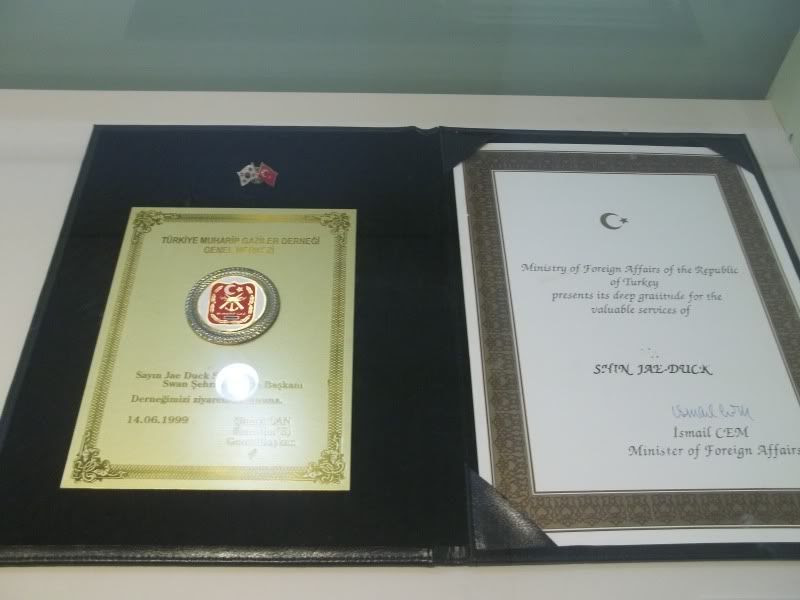 TÜRKİYE MUHARİP GAZİLER DERNEĞİ
GENEL MERKEZİ
Sayın Jae Duck
Swan Şehri Başkanı
Derneğimizi
14.06.1999
Ministry of Foreign Affairs of the Republic
of Turkey
presents its deep gratitude for the
valuable services of
SHIN JAE-DUCK
İsmail CEM
Minister of Foreign Affairs